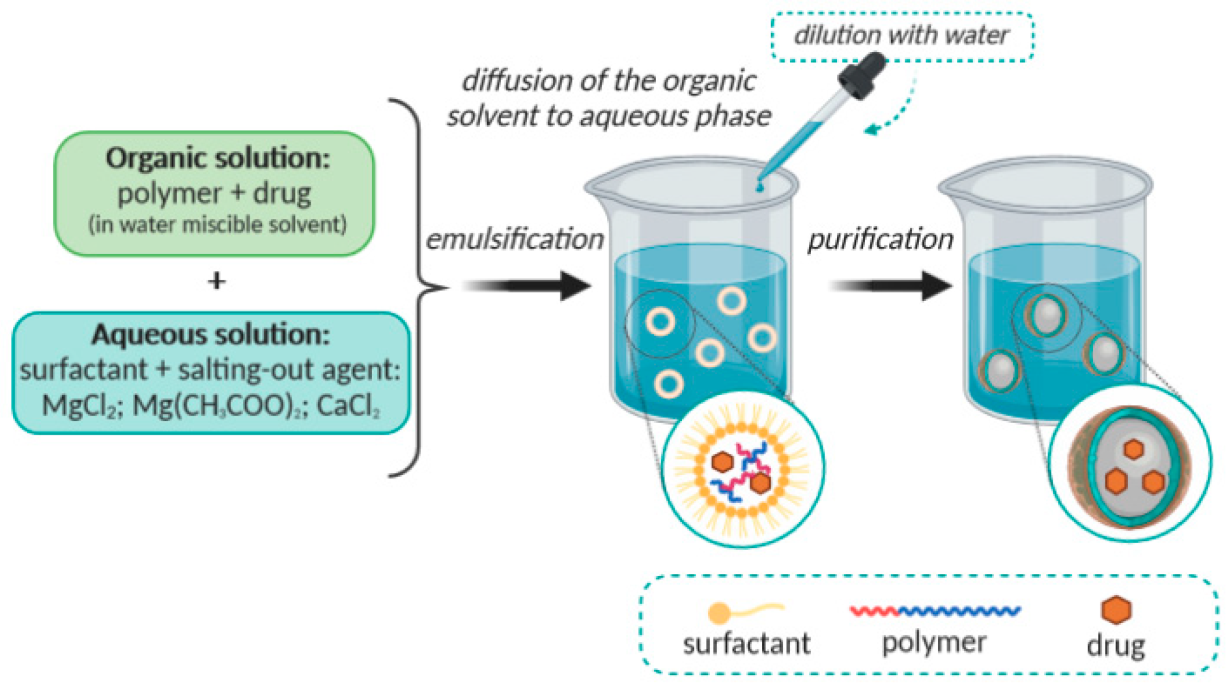 dilution with water
diffusion of the organic
solvent to aqueous phase
Organic solution:
polymer + drug
(in water miscible solvent)
+
Aqueous solution:
surfactant + salting-out agent:
MgCl₂; Mg(CH₃COO)₂; CaCl₂
emulsification
purification
surfactant
polymer
drug